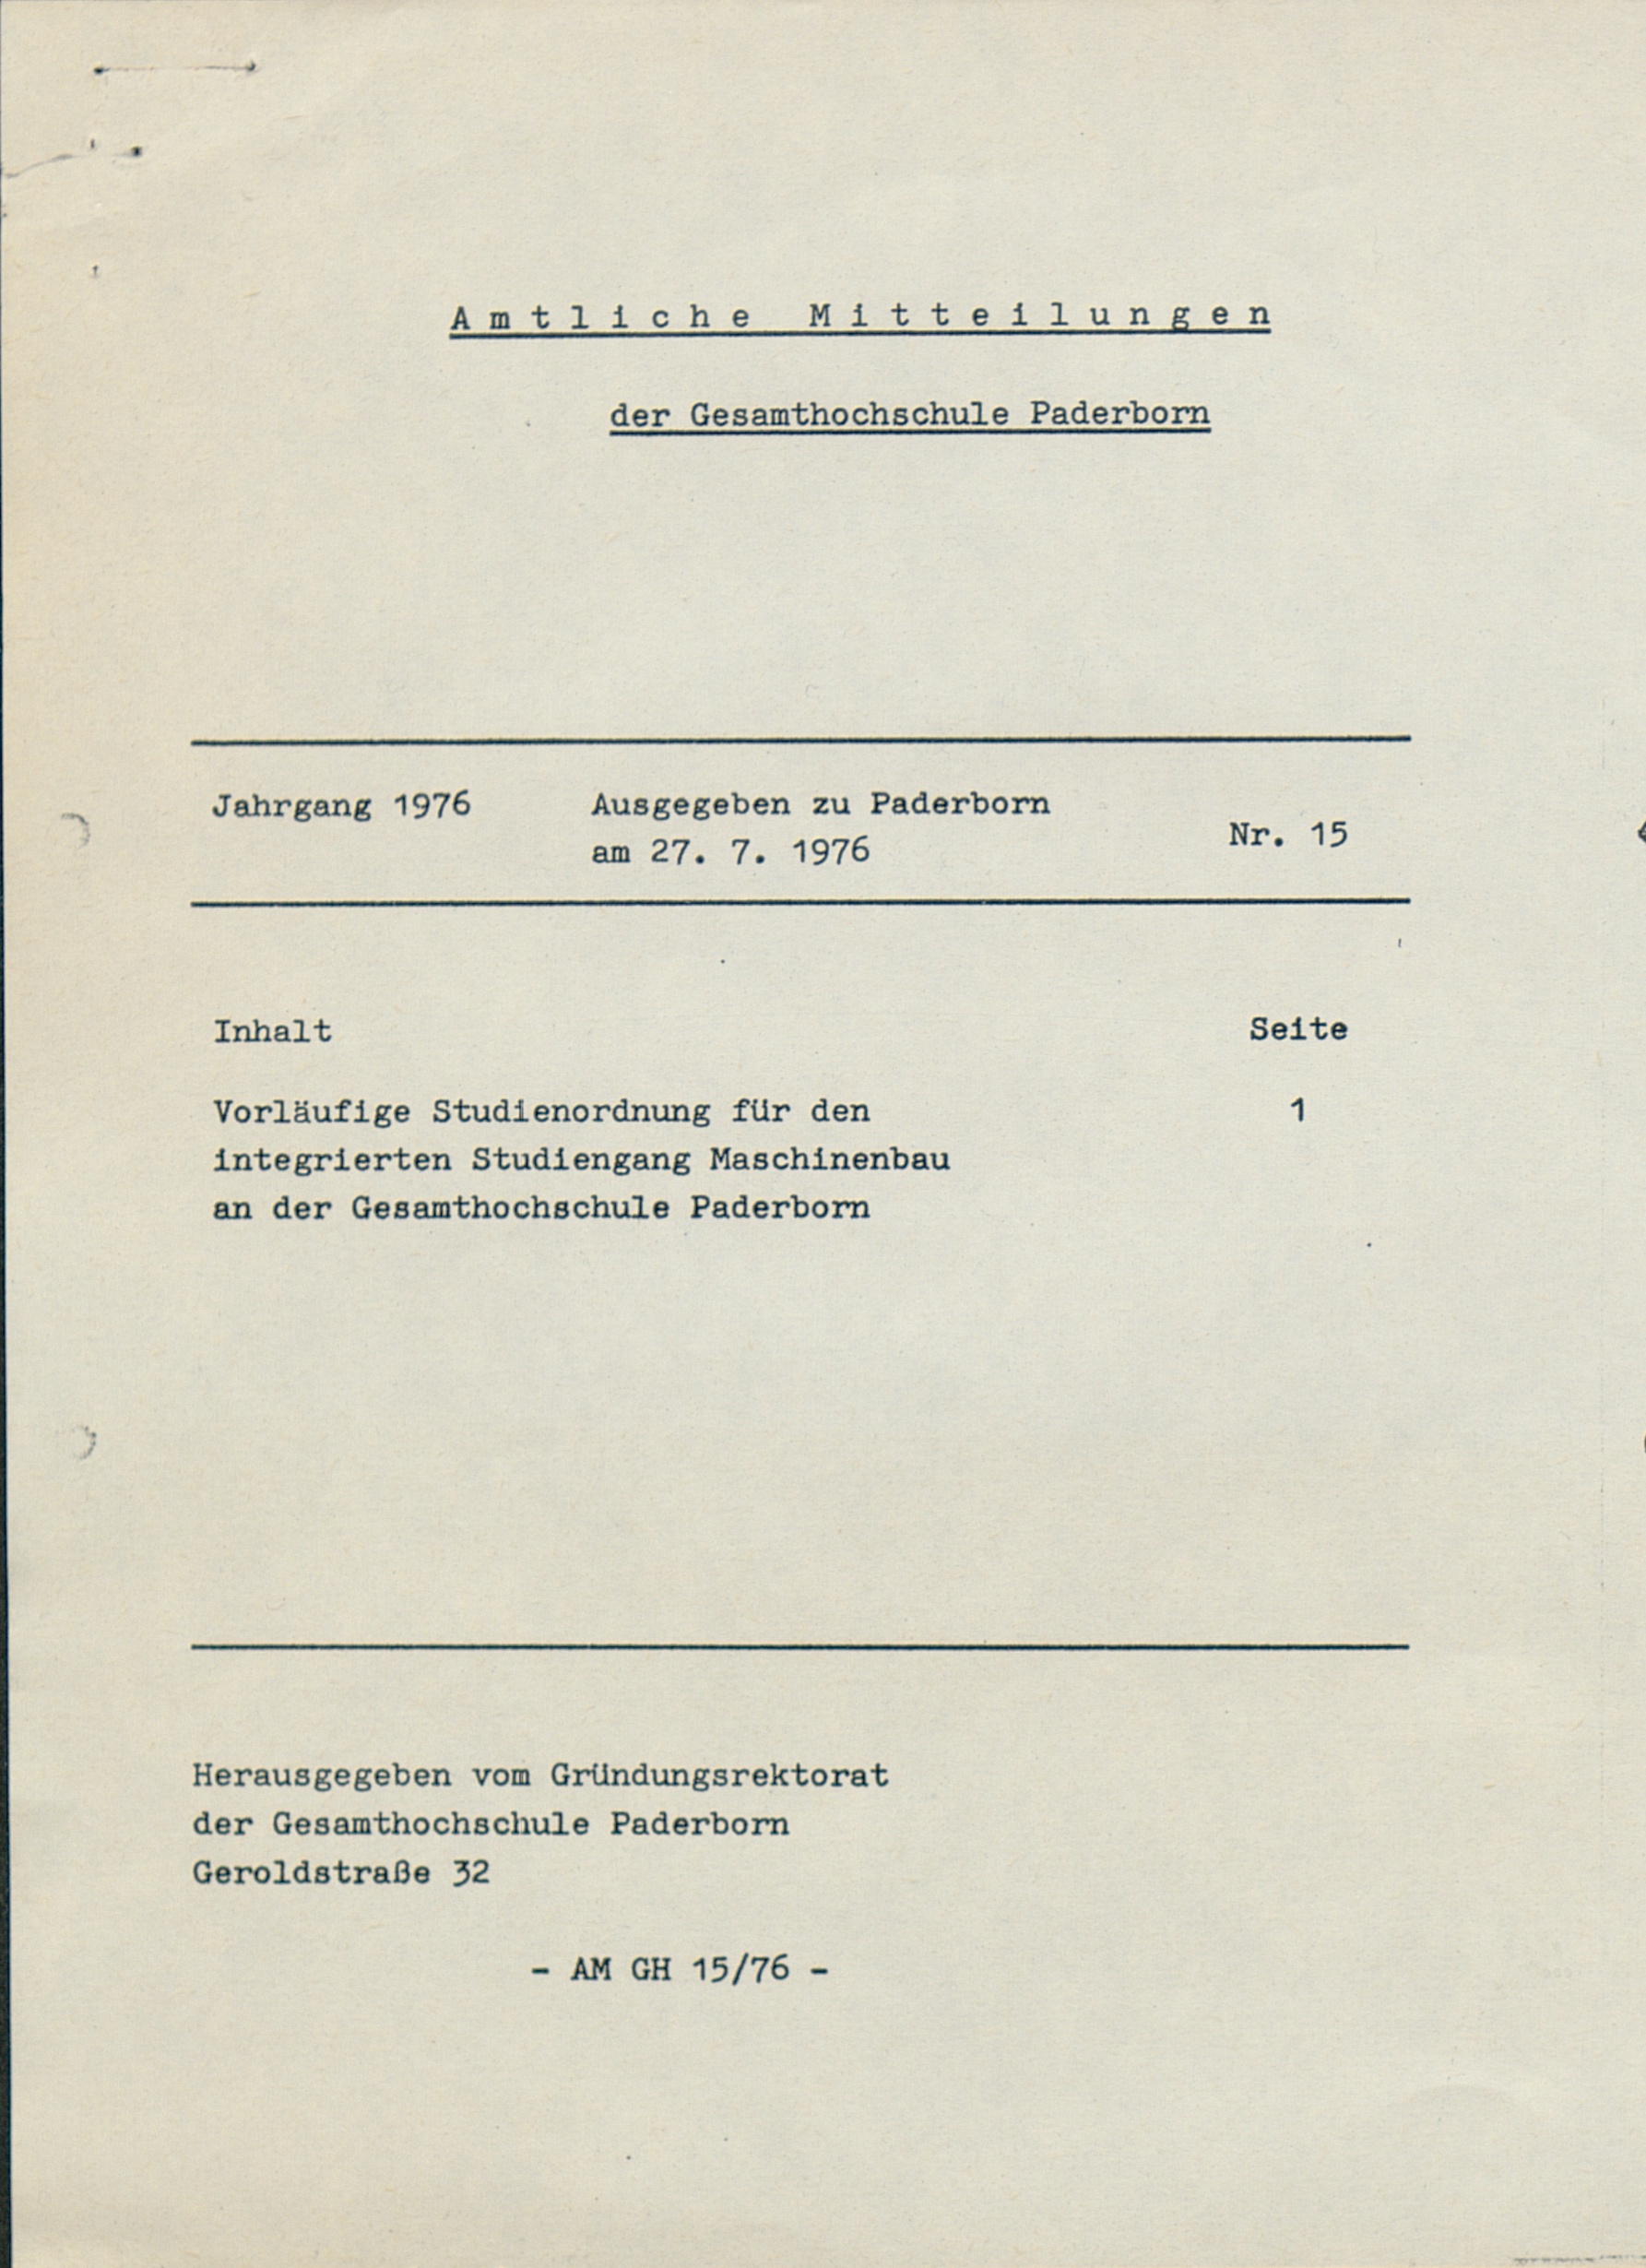 Amtliche Mitteilungen
der Gesamthochschule Paderborn
Jahrgang 1976
Ausgegeben zu Paderborn
am 27. 7. 1976
Nr. 15
Inhalt
Seite
Vorläufige Studienordnung für den
1
integrierten Studiengang Maschinenbau
an der Gesamthochschule Paderborn
Herausgegeben vom Gründungsrektorat
der Gesamthochschule Paderborn
Geroldstraße 32
- AM GH 15/76 -